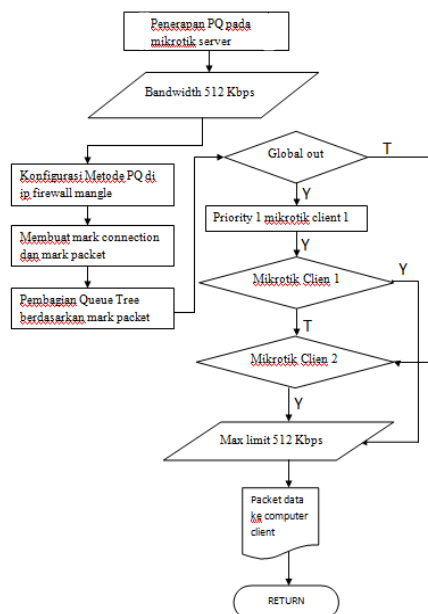 Penerapan PQ pada
mikrotik server
Bandwidth 512 Kbps
Konfigurasi Metode PQ di
ip firewall mangle
Membuat mark connection
dan mark packet
Pembagian Queue Tree
berdasarkan mark packet
Global out
T
Y
Priority 1 mikrotik client 1
Y
Mikrotik Clien 1
Y
T
Mikrotik Clien 2
Y
Max limit 512 Kbps
Packet data
ke computer
client
RETURN